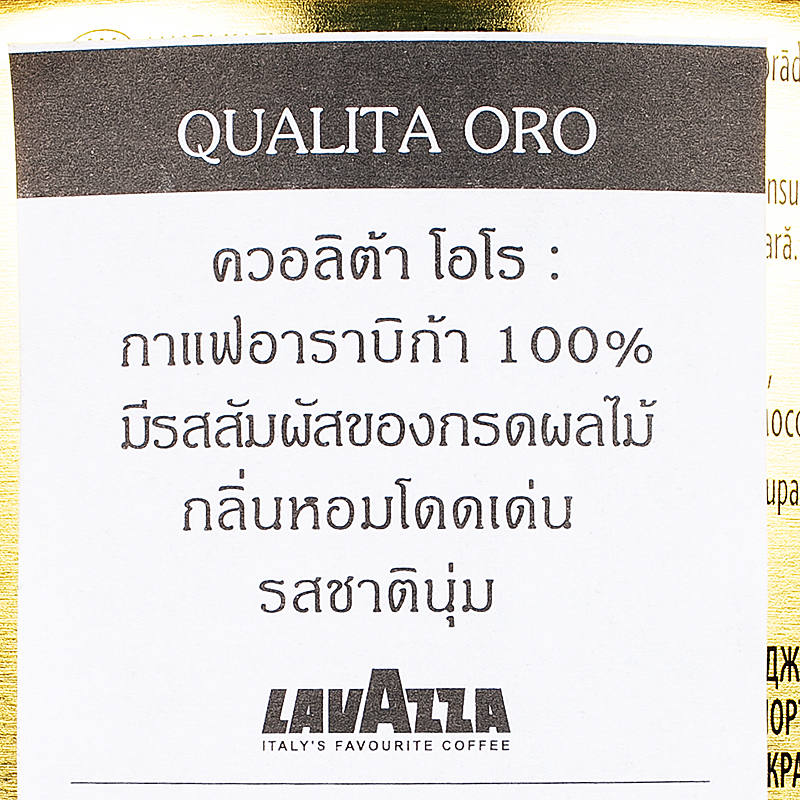 QUALITA ORO
ควอลิต้า โอโร :
กาแฟอาราบิก้า 100%
มีรสสัมผัสของกรดผลไม้
กลิ่นหอมโดดเด่น
รสชาตินุ่ม
LAVAZZA
ITALY'S FAVOURITE COFFEE